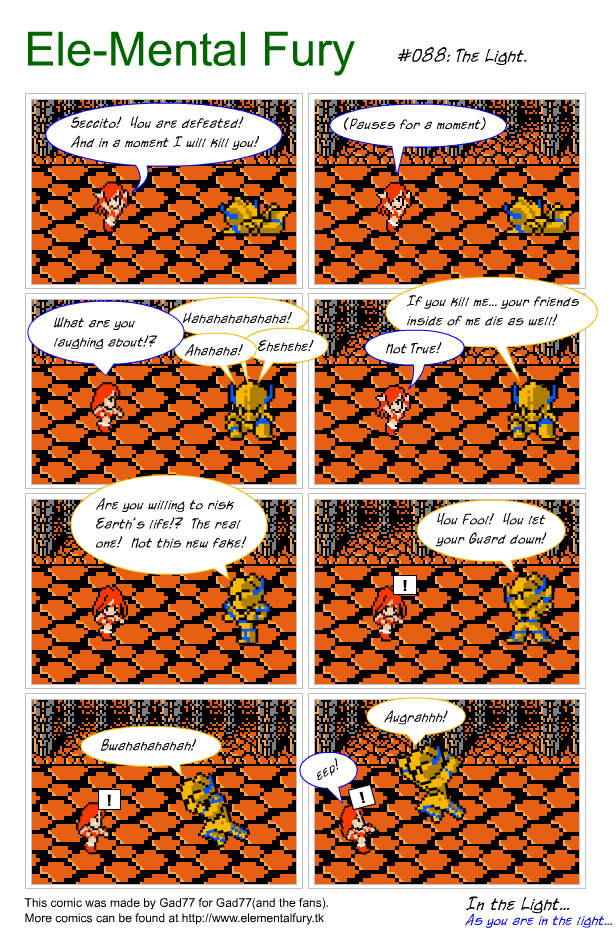 Ele-Mental Fury
#088: The Light.
Seccito! You are defeated!
And in a moment I will kill you!
(Pauses for a moment)
What are you
laughing about!?
Hahahahahahaha!
Ahahaha!
Ehehehe!
If you kill me... your friends
inside of me die as well!
Not True!
Are you willing to risk
Earth's life!? The real
one! Not this new fake!
You Fool! You let
your Guard down!
!
Bwahahahahah!
!
Augrahhh!
EEP!
!
This comic was made by Gad77 for Gad77(and the fans).
More comics can be found at http://www.elementalfury.tk
In the Light...
As you are in the light...